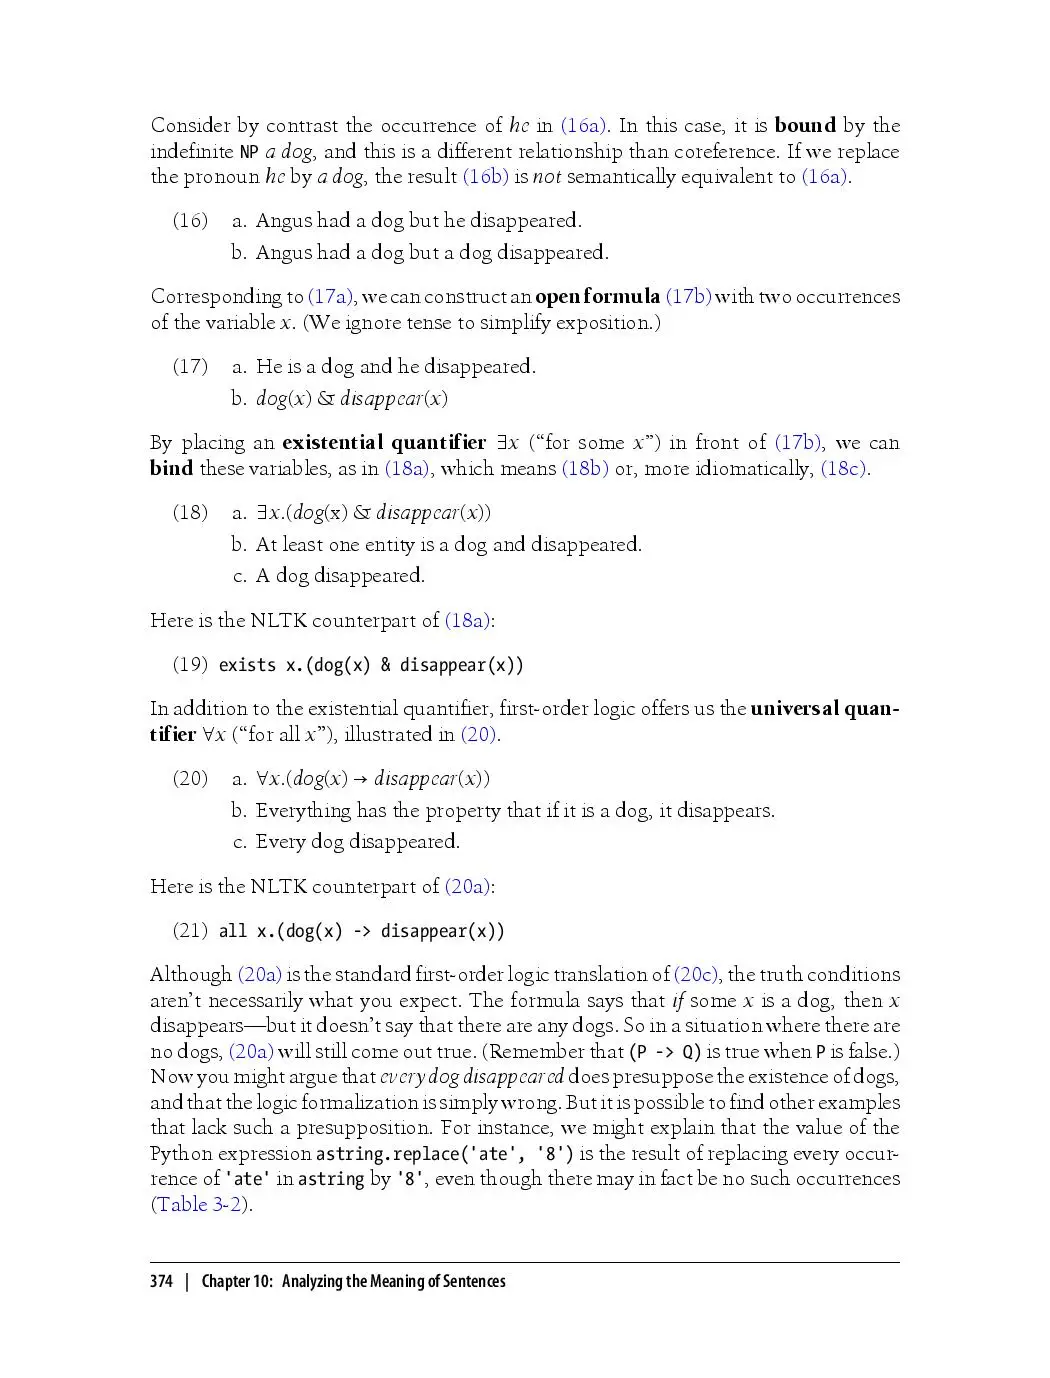 Consider by contrast the occurrence of he in (16a). In this case, it is bound by the
indefinite NP a dog, and this is a different relationship than coreference. If we replace
the pronoun he by a dog, the result (16b) is not semantically equivalent to (16a).
(16) a. Angus had a dog but he disappeared.
b. Angus had a dog but a dog disappeared.
Corresponding to (17a), we can construct an open formula (17b) with two occurrences
of the variable x. (We ignore tense to simplify exposition.)
(17) a. He is a dog and he disappeared.
b. dog(x) & disappear(x)
By placing an existential quantifier ∃x (“for some x”) in front of (17b), we can
bind these variables, as in (18a), which means (18b) or, more idiomatically, (18c).
(18) a. ∃x.(dog(x) & disappear(x))
b. At least one entity is a dog and disappeared.
c. A dog disappeared.
Here is the NLTK counterpart of (18a):
(19) exists x.(dog(x) & disappear(x))
In addition to the existential quantifier, first-order logic offers us the universal quan-
tifier ∀x (“for all x”), illustrated in (20).
(20) a. ∀x.(dog(x) → disappear(x))
b. Everything has the property that if it is a dog, it disappears.
c. Every dog disappeared.
Here is the NLTK counterpart of (20a):
(21) all x.(dog(x) -> disappear(x))
Although (20a) is the standard first-order logic translation of (20c), the truth conditions
aren’t necessarily what you expect. The formula says that if some x is a dog, then x
disappears—but it doesn’t say that there are any dogs. So in a situation where there are
no dogs, (20a) will still come out true. (Remember that (P -> Q) is true when P is false.)
Now you might argue that every dog disappeared does presuppose the existence of dogs,
and that the logic formalization is simply wrong. But it is possible to find other examples
that lack such a presupposition. For instance, we might explain that the value of the
Python expression astring.replace('ate', '8') is the result of replacing every occur-
rence of 'ate' in astring by '8', even though there may in fact be no such occurrences
(Table 3-2).
374 | Chapter 10: Analyzing the Meaning of Sentences